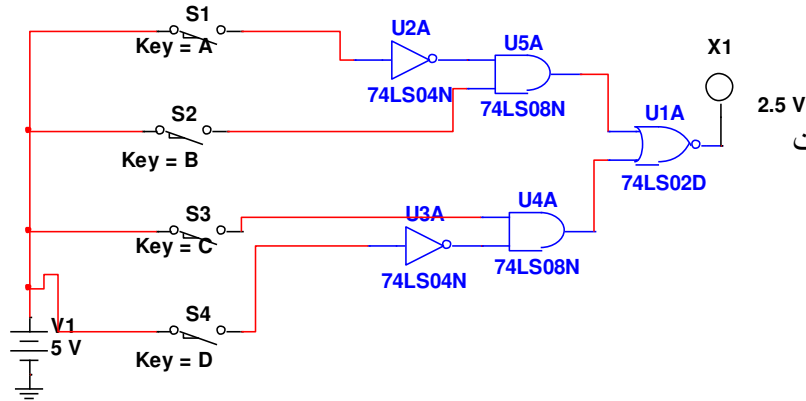 S1
Key = A
U2A
74LS04N
U5A
74LS08N
X1
2.5 V
S2
Key = B
U1A
74LS02D
S3
Key = C
U3A
74LS04N
U4A
74LS08N
V1
5 V
S4
Key = D